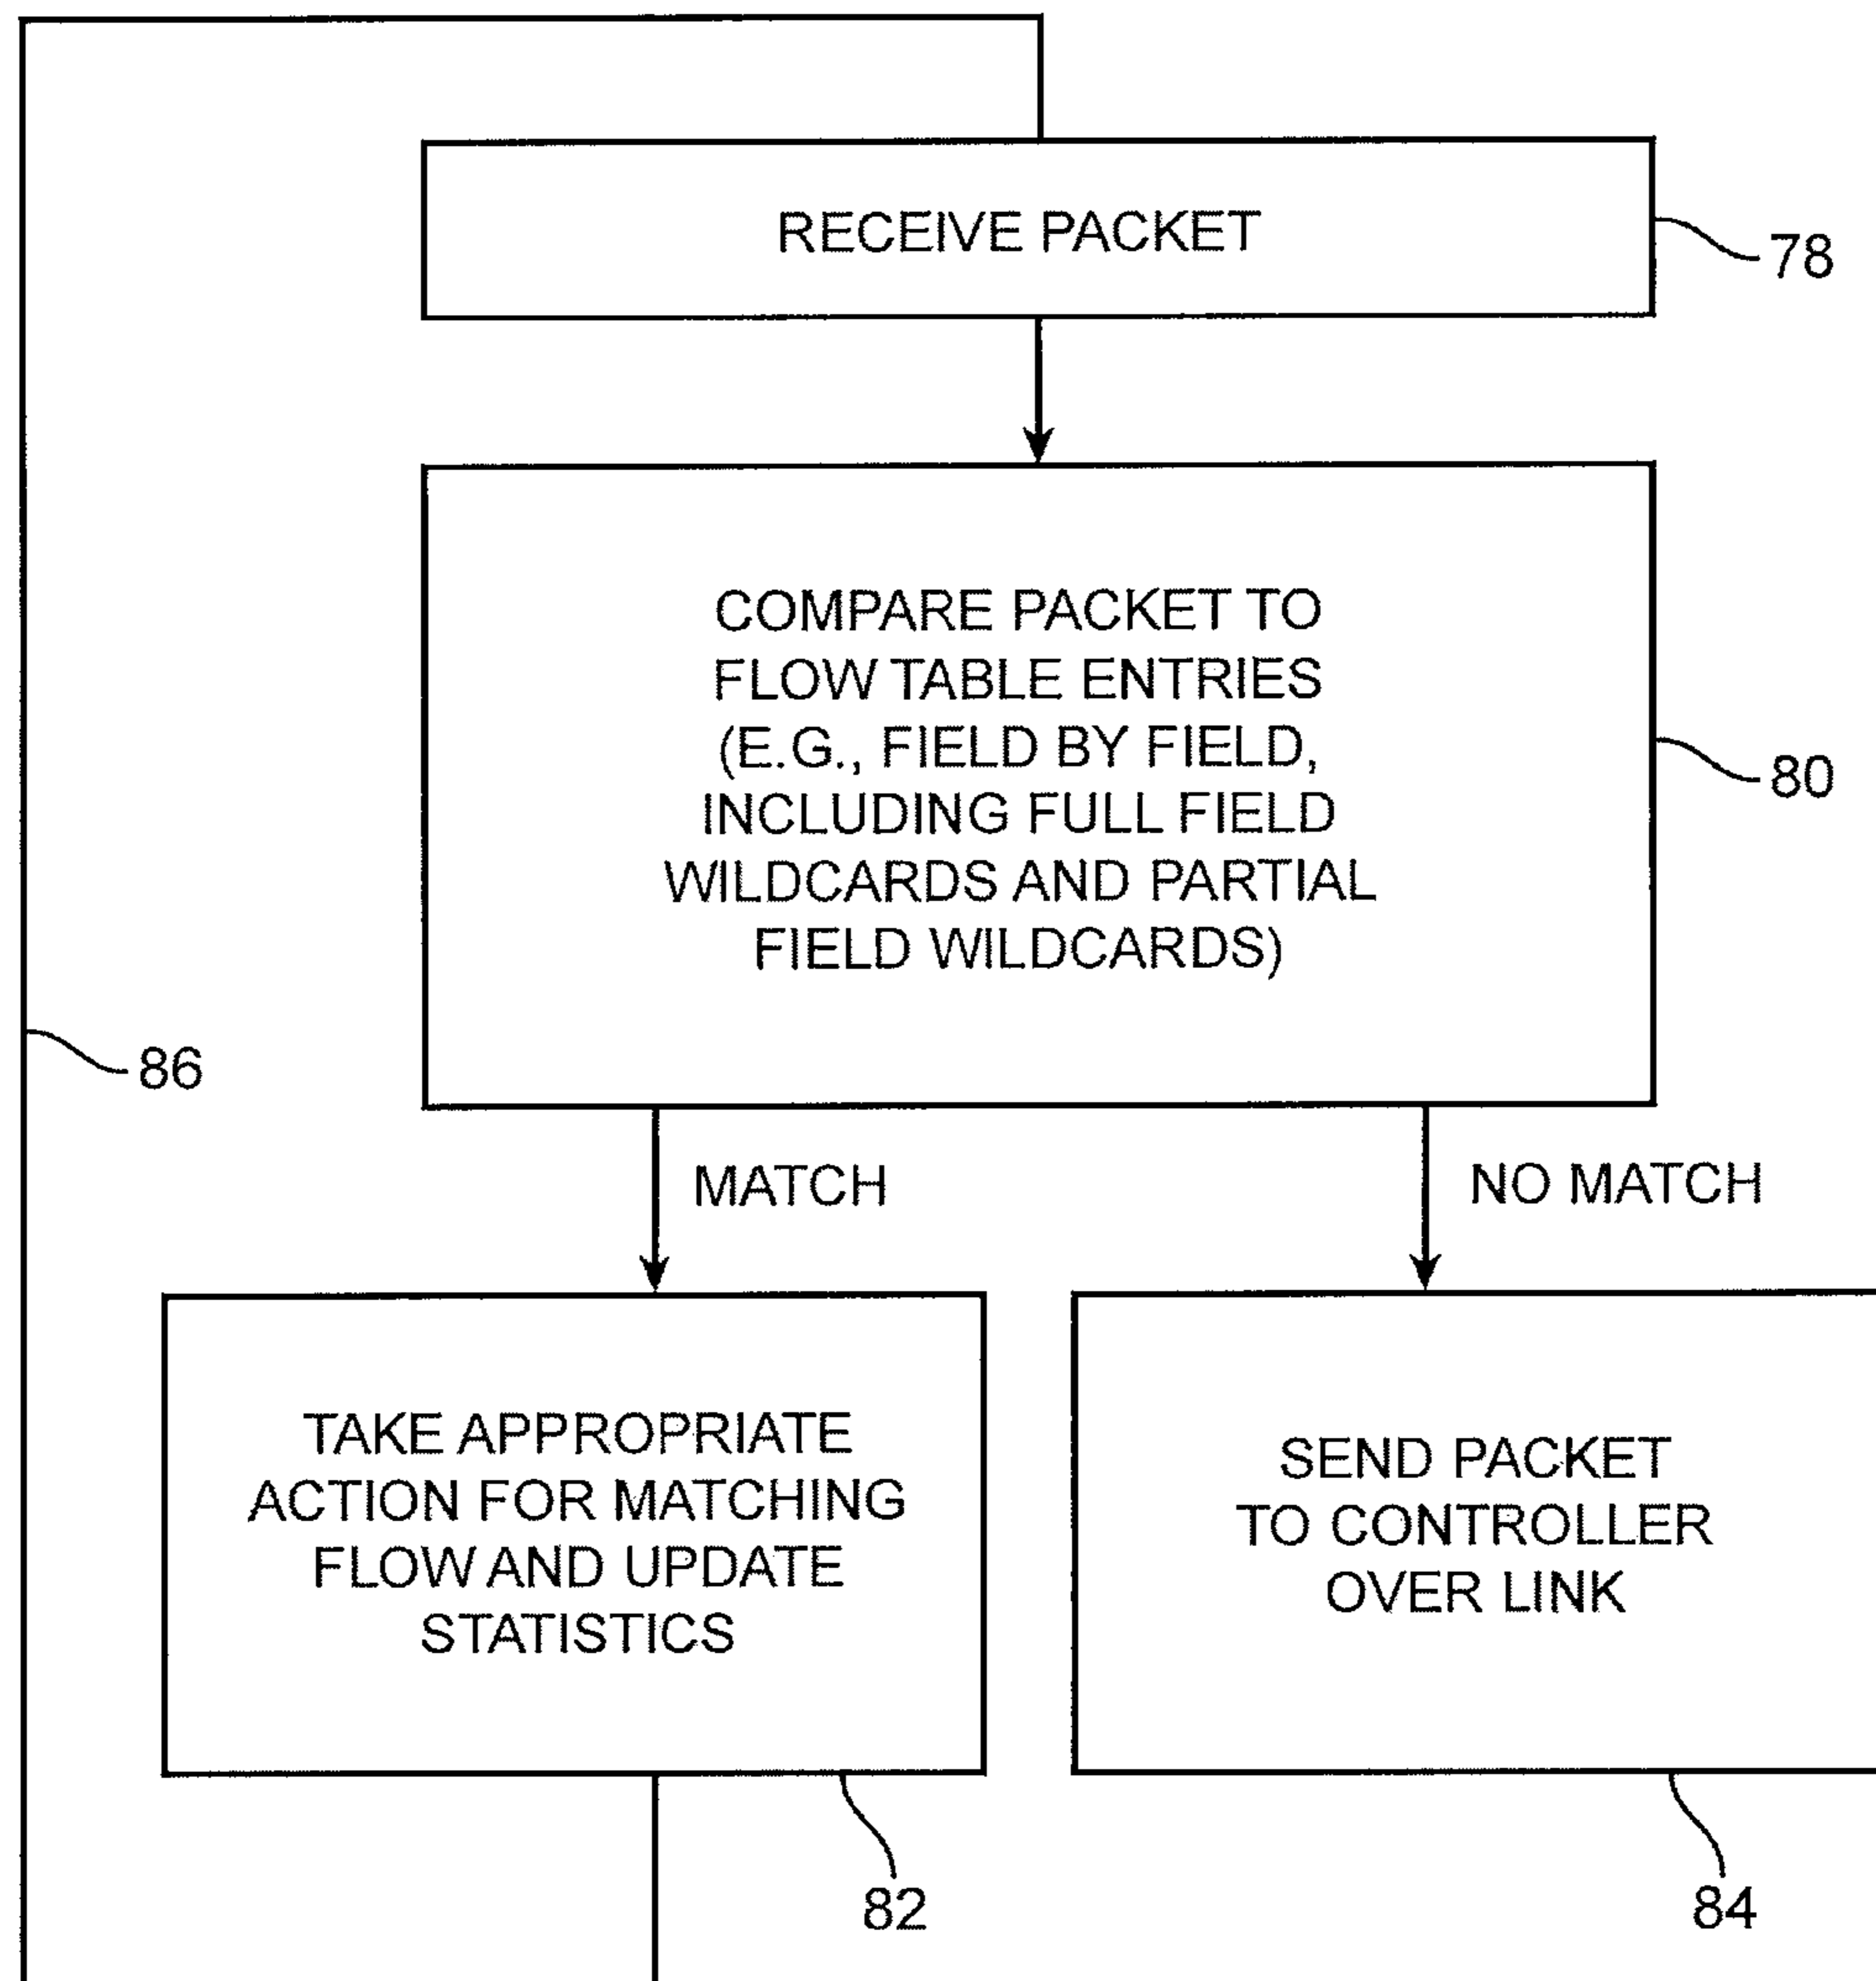 RECEIVE PACKET
78
COMPARE PACKET TO
FLOW TABLE ENTRIES
(E.G., FIELD BY FIELD,
INCLUDING FULL FIELD
WILDCARDS AND PARTIAL
FIELD WILDCARDS)
80
86
MATCH
NO MATCH
TAKE APPROPRIATE
ACTION FOR MATCHING
FLOW AND UPDATE
STATISTICS
SEND PACKET
TO CONTROLLER
OVER LINK
82
84